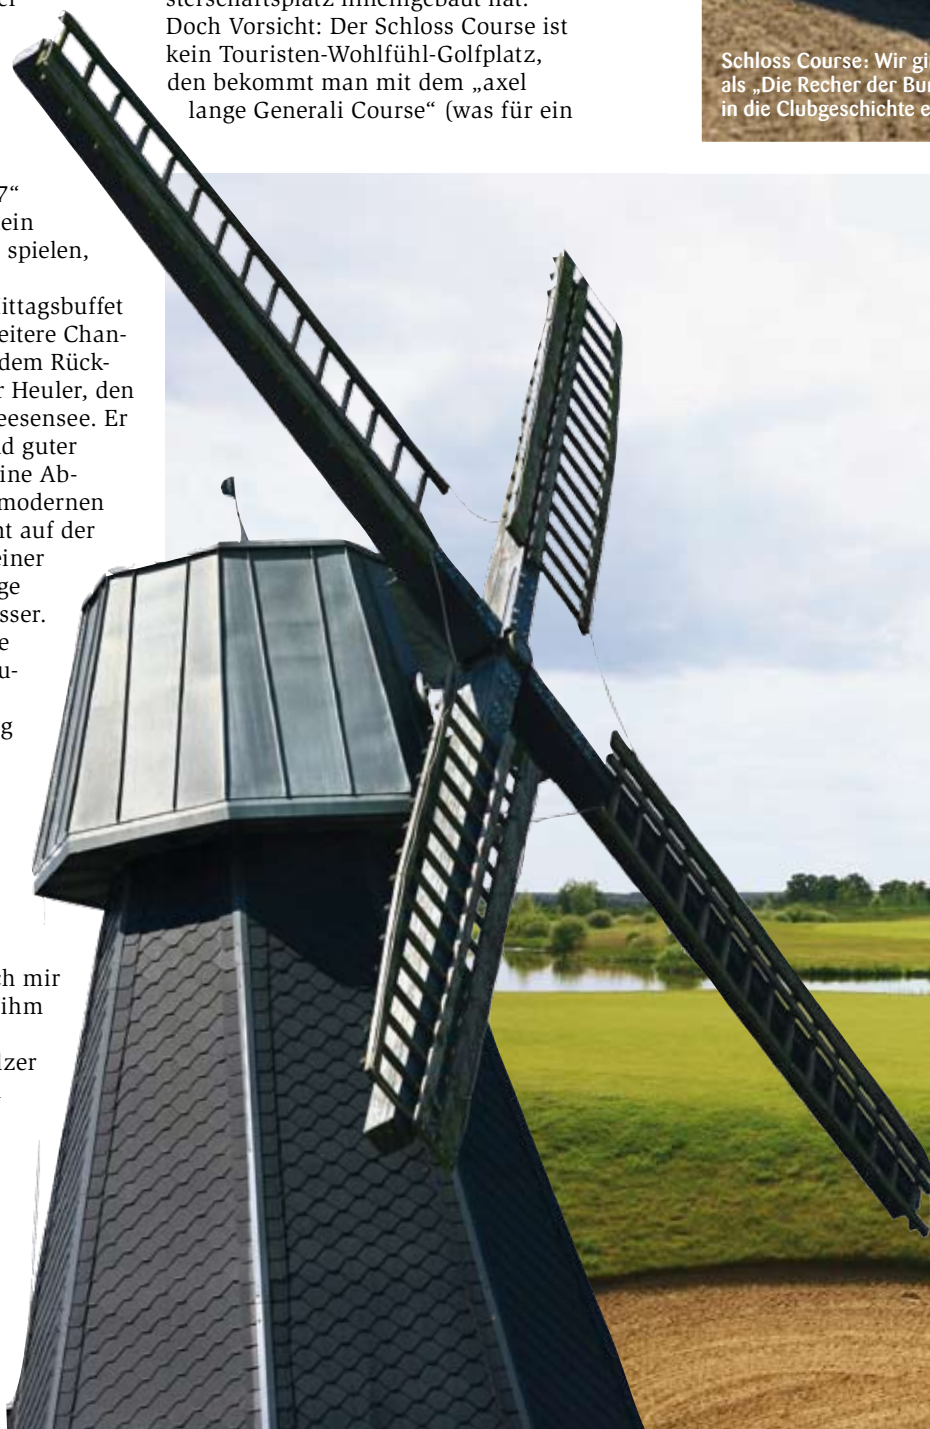 sterschaftsplatz hineingebaut hat.
Doch Vorsicht: Der Schloss Course ist
kein Touristen-Wohlfühl-Golfplatz,
den bekommt man mit dem „axel
lange Generali Course“ (was für ein
Schloss Course: Wir gi
als „Die Recher der Bu
in die Clubgeschichte e
7“
ein
spielen,
ittagsbuffet
eitere Chan-
dem Rück-
r Heuler, den
eesensee. Er
d guter
ine Ab-
modernen
nt auf der
einer
ge
sser.
e
u-
g
ch mir
ihm
lzer